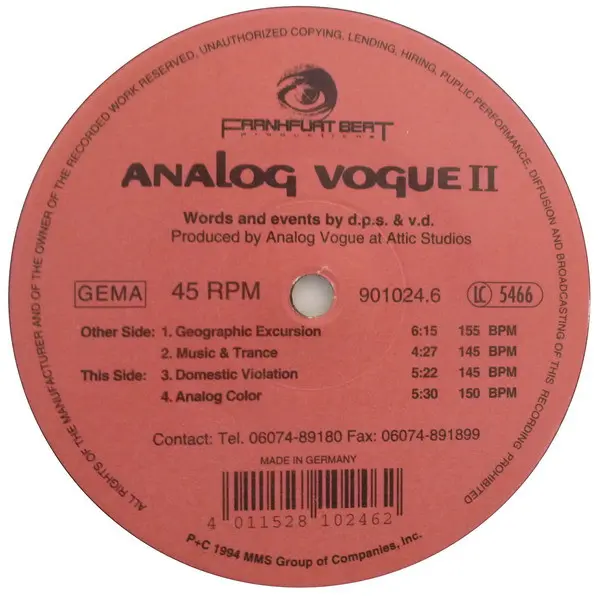 ALL RIGHTS OF THE MANUFACTURER AND OF THE OWNER OF THE RECORDED WORK RESERVED, UNAUTHORIZED COPYING, LENDING, HIRING, PUPLIC PERFORMANCE, DIFFUSION AND BROADCASTING OF THIS RECORDING PROHIBITED
FRANKFURT BEAT
productions
ANALOG VOGUE II
Words and events by d.p.s. & v.d.
Produced by Analog Vogue at Attic Studios
GEMA 45 RPM 901024.6 LC 5466
Other Side: 1. Geographic Excursion 6:15 155 BPM
2. Music & Trance 4:27 145 BPM
This Side: 3. Domestic Violation 5:22 145 BPM
4. Analog Color 5:30 150 BPM
Contact: Tel. 06074-89180 Fax: 06074-891899
MADE IN GERMANY
4 011528 102462
P+C 1994 MMS Group of Companies, Inc.